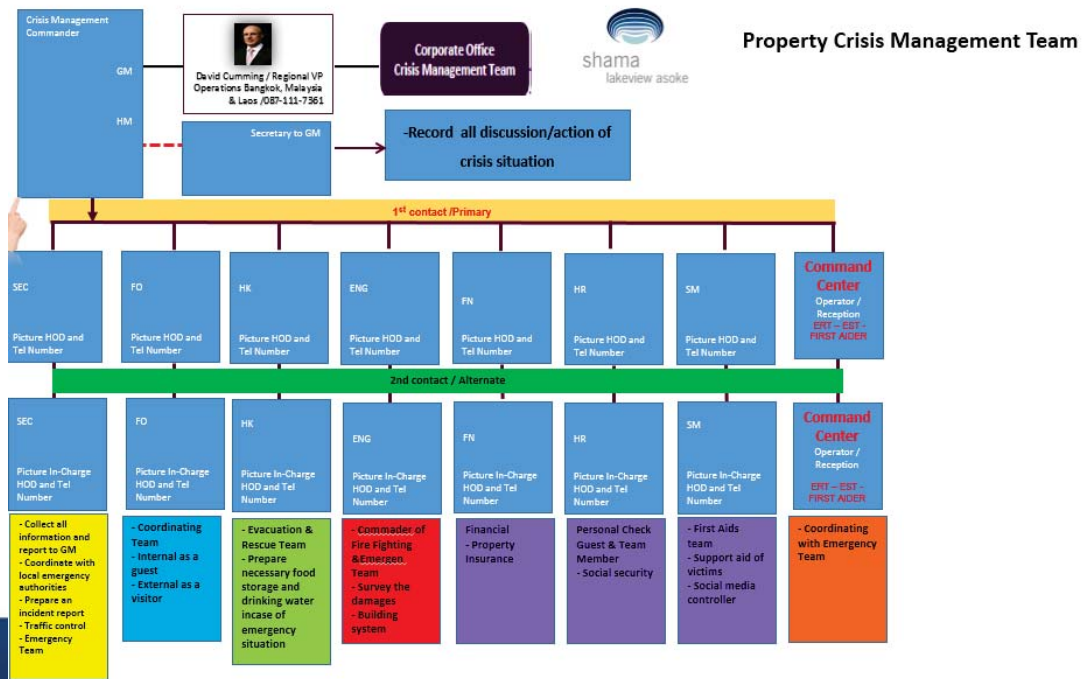 Property Crisis Management Team
Crisis Management
Commander
GM
HM
David Cumming / Regional VP
Operations Bangkok, Malaysia
& Laos /087-111-7361
Corporate Office
Crisis Management Team
shama
lakeview asoke
Secretary to GM
-Record all discussion/action of
crisis situation
1st contact /Primary
SEC
Picture HOD and
Tel Number
FO
Picture HOD and
Tel Number
HK
Picture HOD and
Tel Number
ENG
Picture HOD and
Tel Number
FN
Picture HOD and
Tel Number
HR
Picture HOD and
Tel Number
SM
Picture HOD and
Tel Number
Command
Center
Operator /
Reception
ERT – EST -
FIRST AIDER
2nd contact / Alternate
SEC
Picture In-Charge
HOD and Tel
Number
FO
Picture In-Charge
HOD and Tel
Number
HK
Picture In-Charge
HOD and Tel
Number
ENG
Picture In-Charge
HOD and Tel
Number
FN
Picture In-Charge
HOD and Tel
Number
HR
Picture In-Charge
HOD and Tel
Number
SM
Picture In-Charge
HOD and Tel
Number
Command
Center
Operator /
Reception
ERT – EST -
FIRST AIDER
- Collect all
information and
report to GM
- Coordinate with
local emergency
authorities
- Prepare an
incident report
- Traffic control
- Emergency
Team
- Coordinating
Team
- Internal as a
guest
- External as a
visitor
- Evacuation &
Rescue Team
- Prepare
necessary food
storage and
drinking water
incase of
emergency
situation
- Commader of
Fire Fighting
&Emergen
Team
- Survey the
damages
- Building
system
Financial
- Property
Insurance
Personal Check
Guest & Team
Member
- Social security
- First Aids
team
- Support aid of
victims
- Social media
controller
- Coordinating
with Emergency
Team